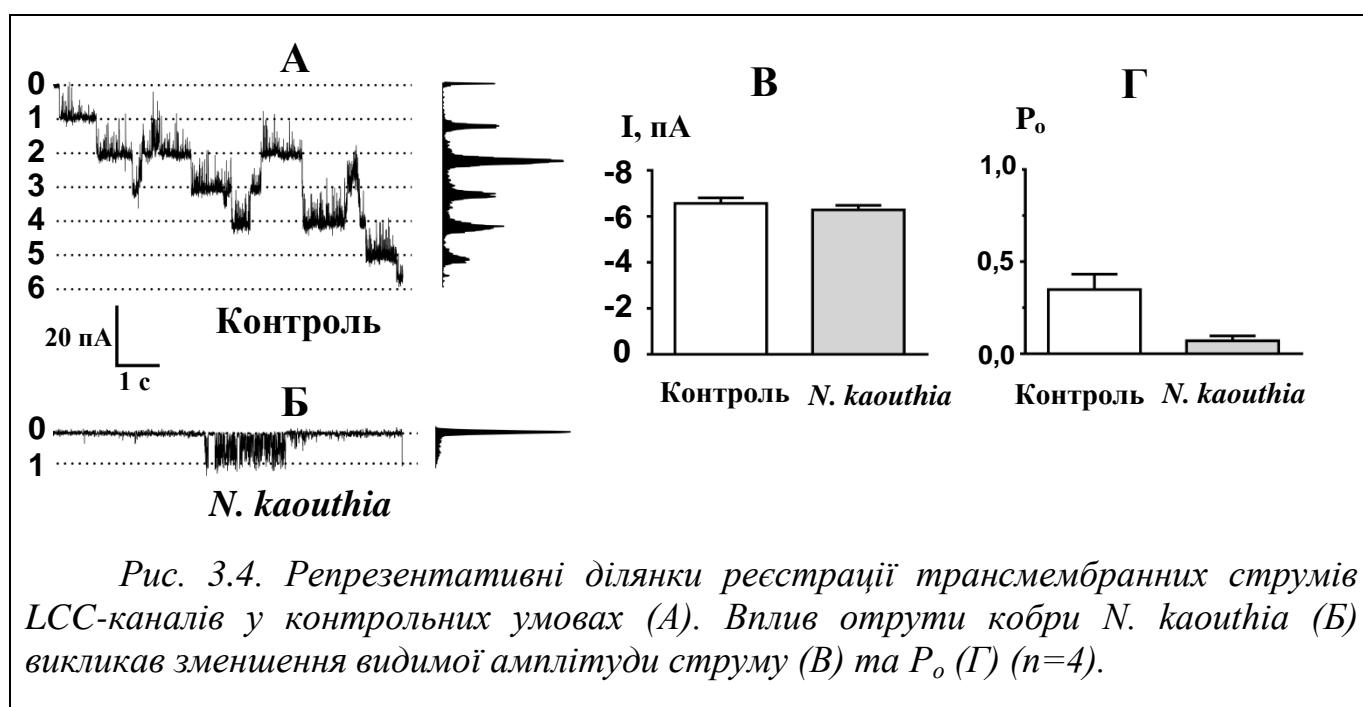 А
0
1
2
3
4
5
6
20 пА
1 с
Контроль
Б
0
1
N. kaouthia
В
I, пА
-8
-6
-4
-2
0
Контроль N. kaouthia
Г
Pо
1,0
0,5
0,0
Контроль N. kaouthia
Рис. 3.4. Репрезентативні ділянки реєстрації трансмембранних струмів
LCC-каналів у контрольних умовах (А). Вплив отрути кобри N. kaouthia (Б)
викликав зменшення видимої амплітуди струму (В) та Pо (Г) (n=4).